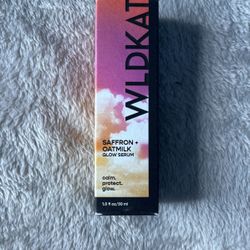 WLDKAT
SAFFRON +
OATMILK
GLOW SERUM
calm.
protect.
glow.
1.0 fl oz/30 ml